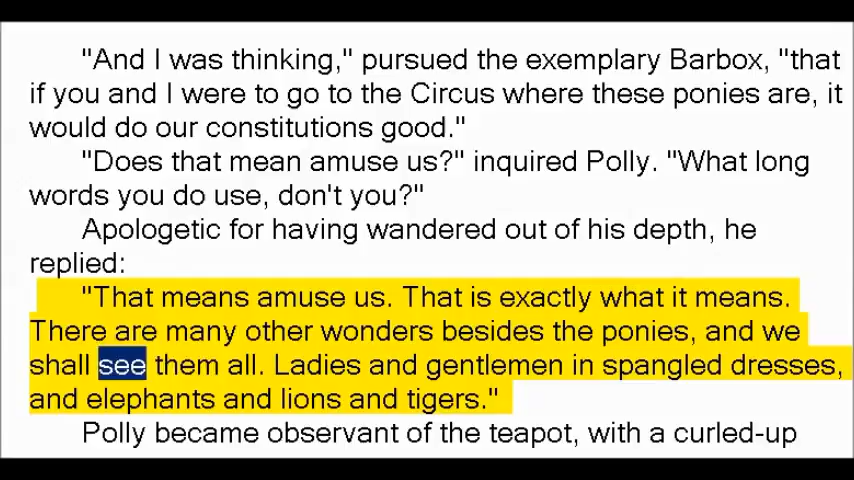 "And I was thinking," pursued the exemplary Barbox, "that
if you and I were to go to the Circus where these ponies are, it
would do our constitutions good."
"Does that mean amuse us?" inquired Polly. "What long
words you do use, don't you?"
Apologetic for having wandered out of his depth, he
replied:
"That means amuse us. That is exactly what it means.
There are many other wonders besides the ponies, and we
shall see them all. Ladies and gentlemen in spangled dresses,
and elephants and lions and tigers."
Polly became observant of the teapot, with a curled-up